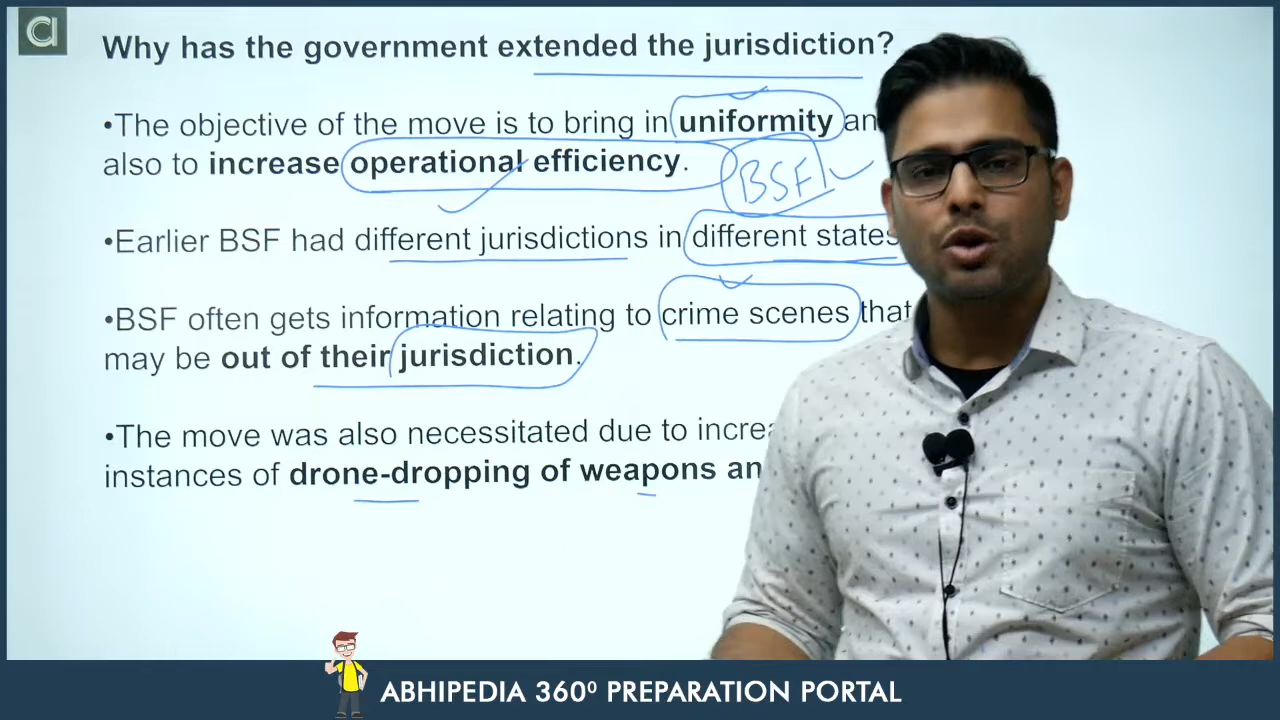 Why has the government extended the jurisdiction?
•The objective of the move is to bring in uniformity an
also to increase operational efficiency.
BSF
•Earlier BSF had different jurisdictions in different states
•BSF often gets information relating to crime scenes that
may be out of their jurisdiction.
•The move was also necessitated due to increa
instances of drone-dropping of weapons an
ABHIPEDIA 360⁰ PREPARATION PORTAL